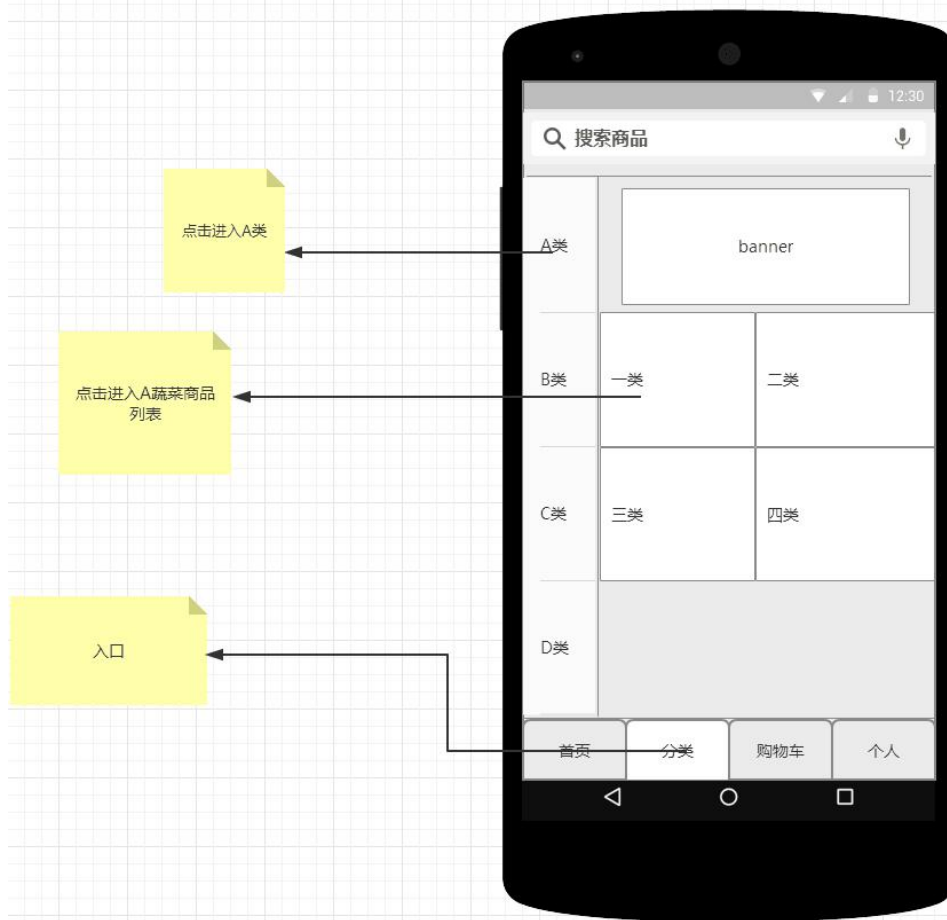 12:30
搜索商品
点击进入A类
A类
banner
点击进入A蔬菜商品
列表
B类
一类
二类
C类
三类
四类
入口
D类
首页
分类
购物车
个人